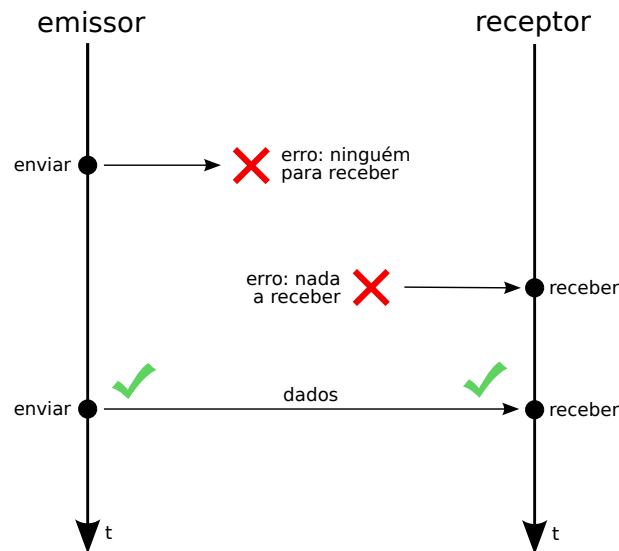 emissor
receptor
enviar
erro: ninguém
para receber
erro: nada
a receber
receber
enviar
dados
receber
t
t